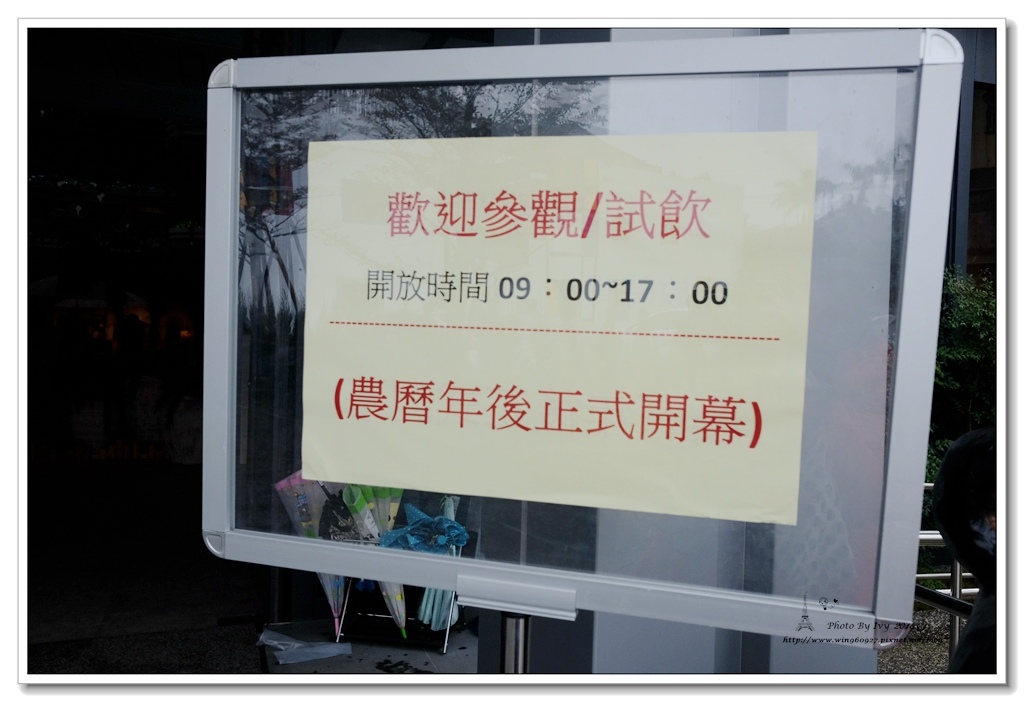 歡迎參觀/試飲
開放時間 09：00~17：00
(農曆年後正式開幕)
Photo By Ivy